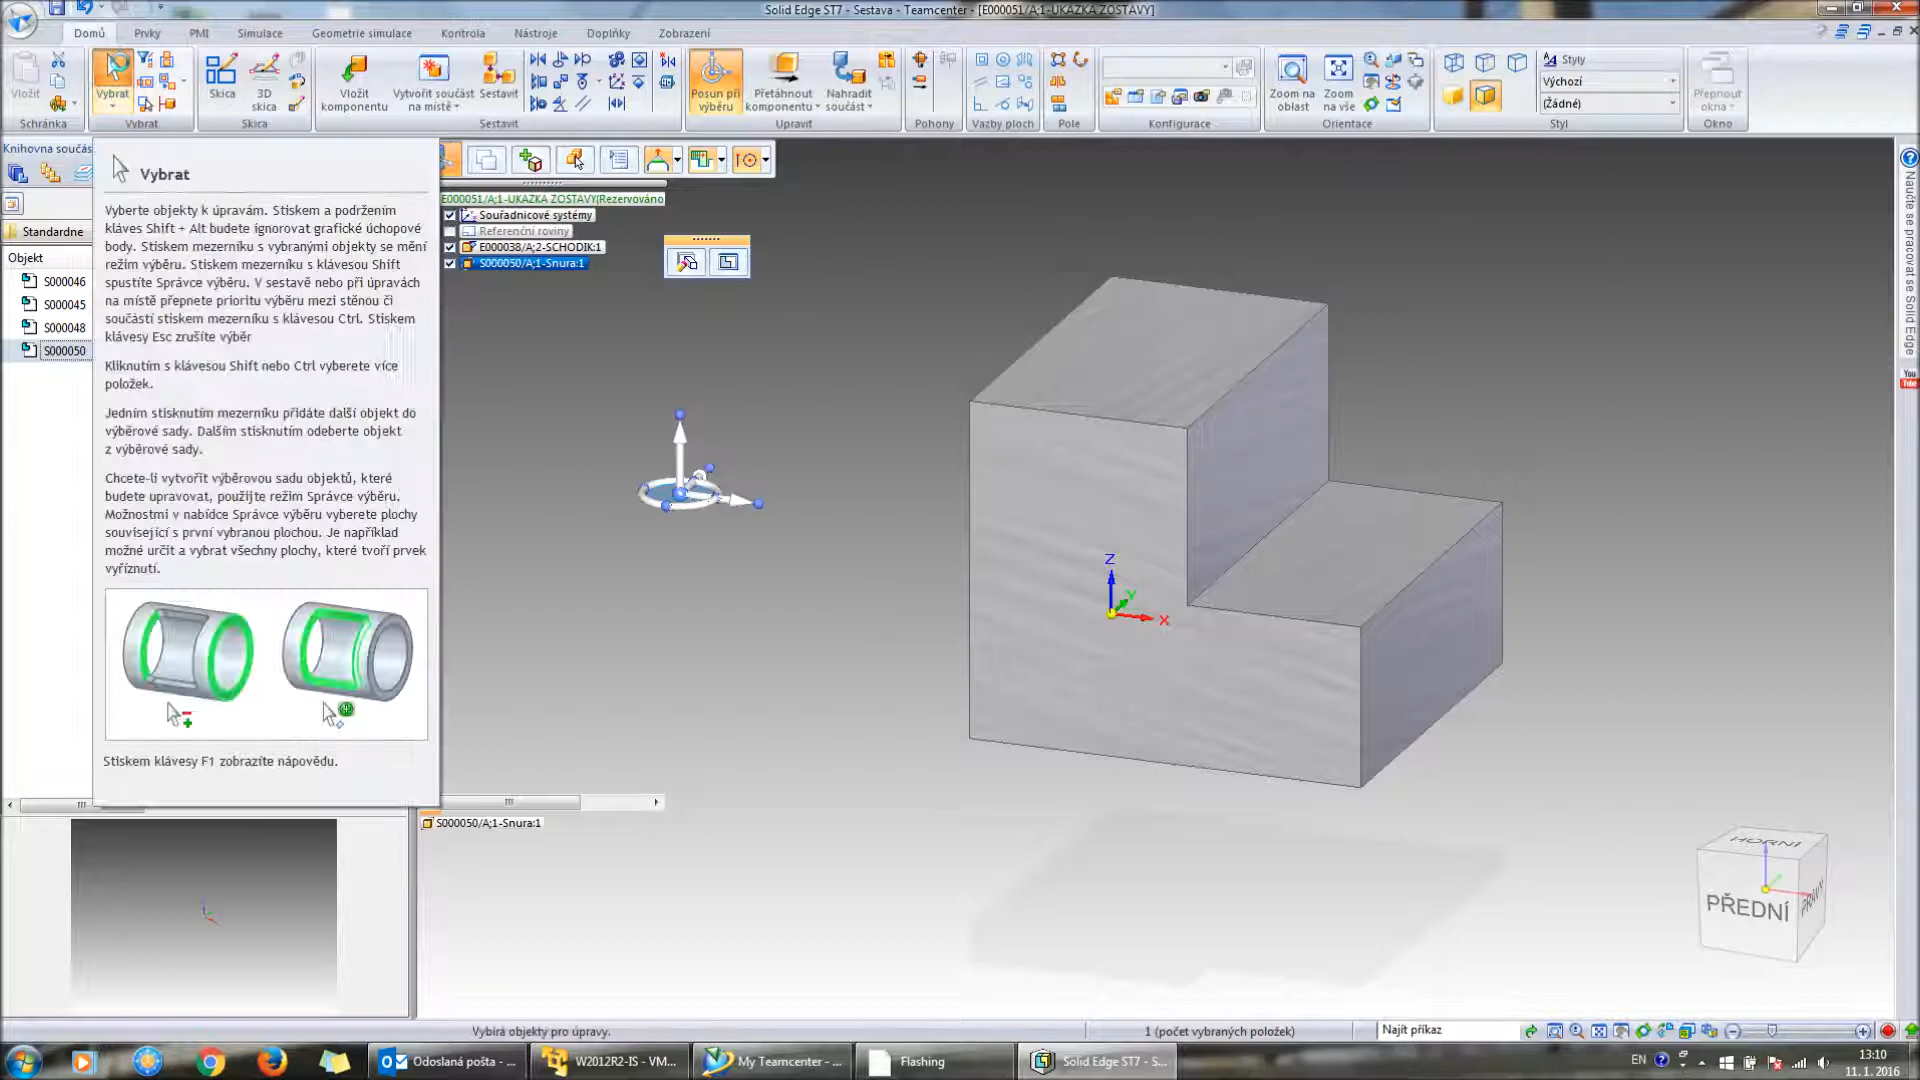 Solid Edge ST7 - Sestava - Teamcenter - [E000051/A;1-UKAZKA ZOSTAVY]
Domů Prvky PMI Simulace Geometrie simulace Kontrola Nástroje Doplňky Zobrazení
Vložit
Schránka
Vybrat
Vybrat
Skica
3D skica
Skica
Vložit komponentu
Vytvořit součást na místě
Sestavit
Sestavit
Posun při výběru
Přetáhnout komponentu
Nahradit součást
Upravit
Pohony
Vazby ploch
Pole
Konfigurace
Zoom na oblast
Zoom na vše
Orientace
Styly
Výchozí
(Žádné)
Styl
Přepnout okna
Okno
Knihovna součás
Standardne
Objekt
S000046
S000045
S000048
S000050
Vybrat
Vyberte objekty k úpravám. Stiskem a podržením
kláves Shift + Alt budete ignorovat grafické úchopové
body. Stiskem mezerníku s vybranými objekty se mění
režim výběru. Stiskem mezerníku s klávesou Shift
spustíte Správce výběru. V sestavě nebo při úpravách
na místě přepnete prioritu výběru mezi stěnou či
součástí stiskem mezerníku s klávesou Ctrl. Stiskem
klávesy Esc zrušíte výběr
Kliknutím s klávesou Shift nebo Ctrl vyberete více
položek.
Jedním stisknutím mezerníku přidáte další objekt do
výběrové sady. Dalším stisknutím odeberte objekt
z výběrové sady.
Chcete-li vytvořit výběrovou sadu objektů, které
budete upravovat, použijte režim Správce výběru.
Možnostmi v nabídce Správce výběru vyberete plochy
související s první vybranou plochou. Je například
možné určit a vybrat všechny plochy, které tvoří prvek
vyříznutí.
Stiskem klávesy F1 zobrazíte nápovědu.
E000051/A;1-UKAZKA ZOSTAVY(Rezervováno
Souřadnicové systémy
Referenční roviny
E000038/A;2-SCHODIK:1
S000050/A;1-Snura:1
S000050/A;1-Snura:1
Z
Y
X
HORNÍ
PŘEDNÍ
PRAVÝ
Naučte se pracovat se Solid Edge
You
Tube
Vybírá objekty pro úpravy.
1 (počet vybraných položek)
Najít příkaz
Odoslaná pošta - ...
W2012R2-IS - VM...
My Teamcenter - ...
Flashing
Solid Edge ST7 - S...
EN
13:10
11. 1. 2016